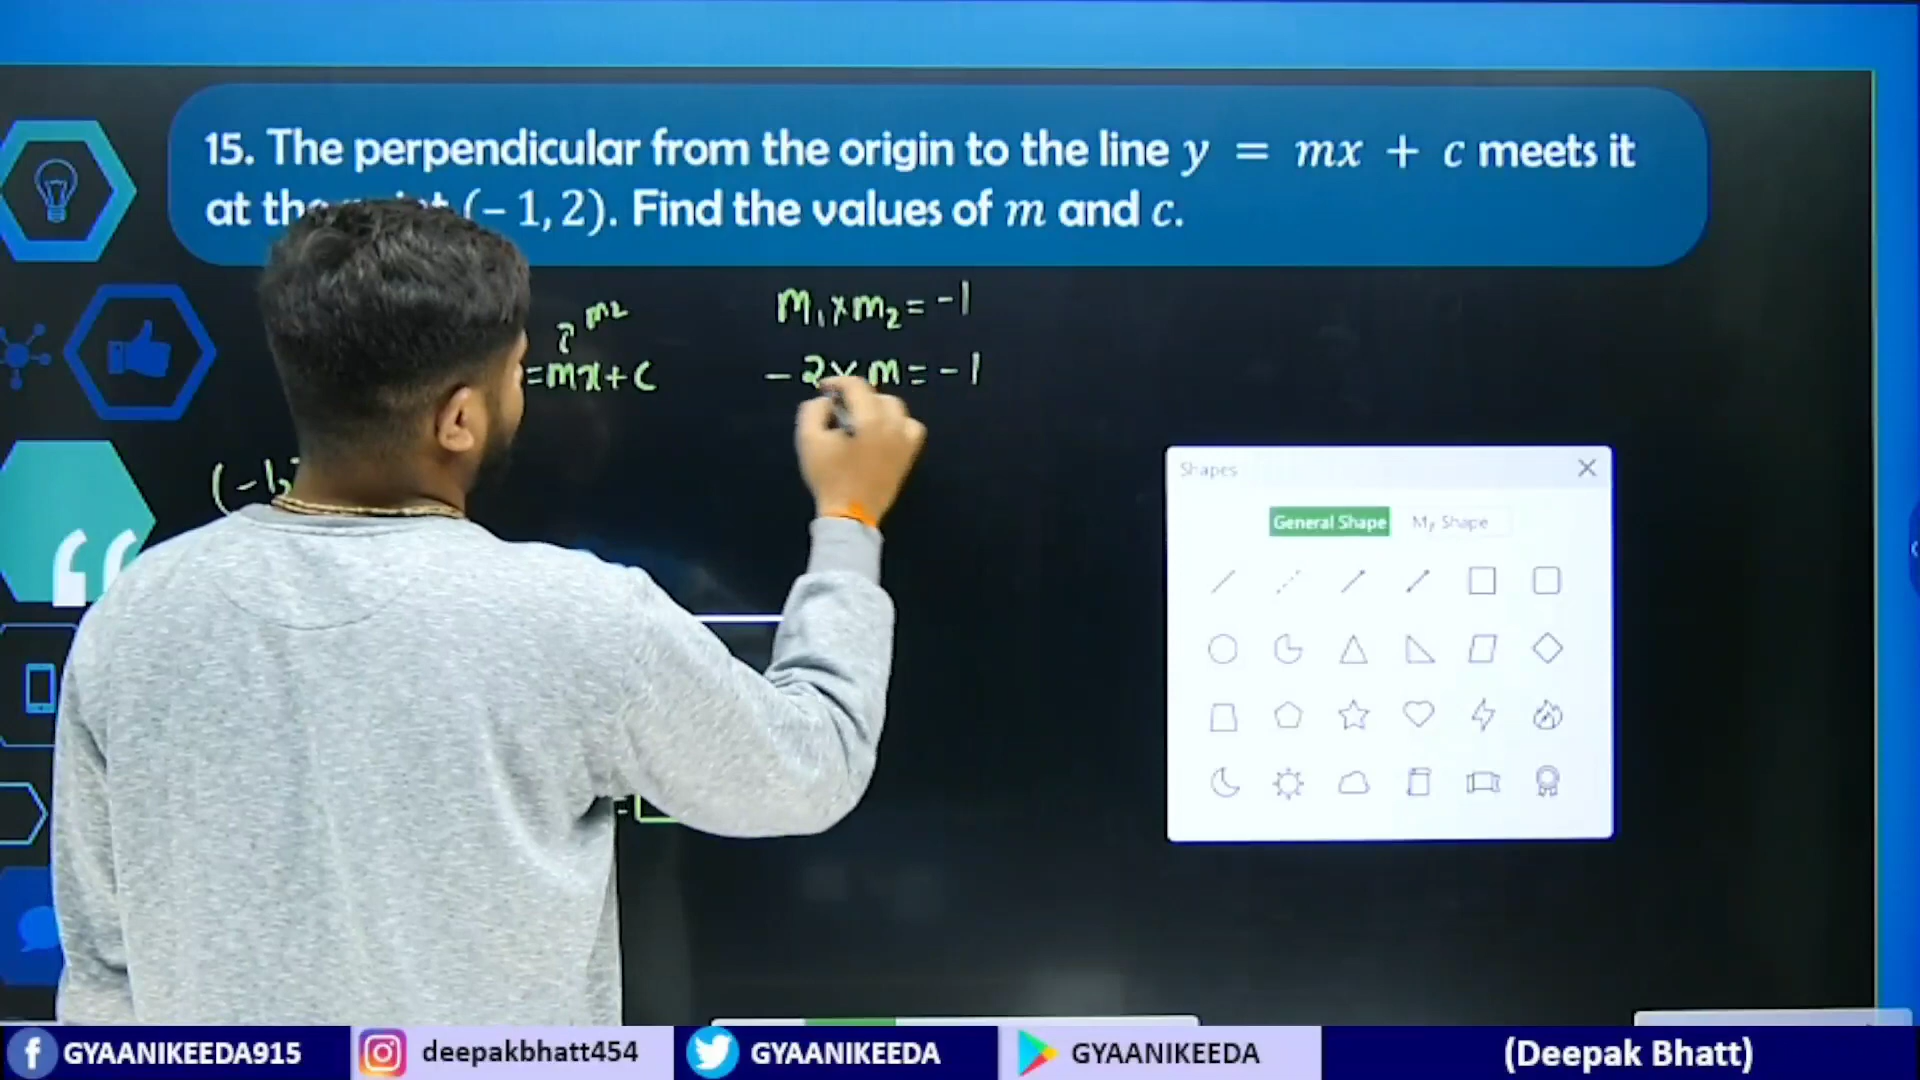 15. The perpendicular from the origin to the line y = mx + c meets it
at the (– 1, 2). Find the values of m and c.
m2
=mx+c
(-1,
m₁×m₂=-1
-2×m=-1
Shapes
General Shape My Shape
GYAANIKEEDA915 deepakbhatt454 GYAANIKEEDA GYAANIKEEDA (Deepak Bhatt)